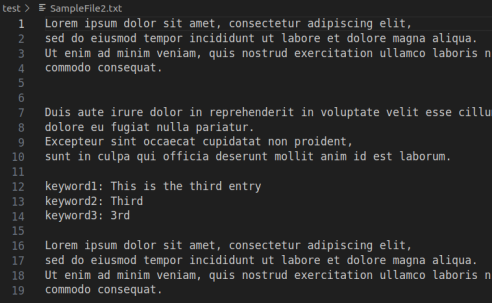 test > SampleFile2.txt
1 Lorem ipsum dolor sit amet, consectetur adipiscing elit,
2 sed do eiusmod tempor incididunt ut labore et dolore magna aliqua.
3 Ut enim ad minim veniam, quis nostrud exercitation ullamco laboris n
4 commodo consequat.
5
6
7 Duis aute irure dolor in reprehenderit in voluptate velit esse cillu
8 dolore eu fugiat nulla pariatur.
9 Excepteur sint occaecat cupidatat non proident,
10 sunt in culpa qui officia deserunt mollit anim id est laborum.
11
12 keyword1: This is the third entry
13 keyword2: Third
14 keyword3: 3rd
15
16 Lorem ipsum dolor sit amet, consectetur adipiscing elit,
17 sed do eiusmod tempor incididunt ut labore et dolore magna aliqua.
18 Ut enim ad minim veniam, quis nostrud exercitation ullamco laboris n
19 commodo consequat.